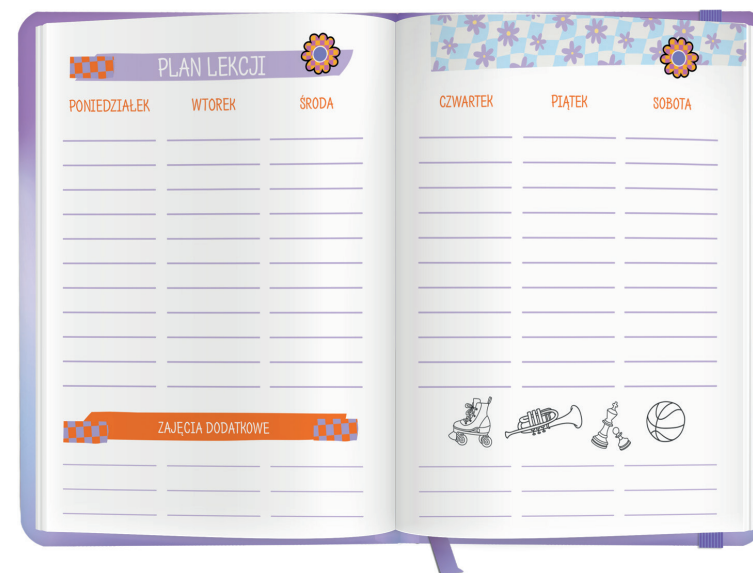 PLAN LEKCJI
PONIEDZIAŁEK WTOREK ŚRODA
ZAJĘCIA DODATKOWE
CZWARTEK PIĄTEK SOBOTA